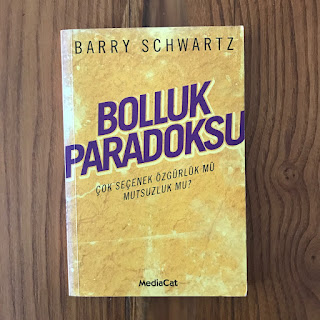 BARRY SCHWARTZ
BOLLUK
PARADOKSU
ÇOK SEÇENEK ÖZGÜRLÜK MÜ
MUTSUZLUK MU?
MediaCat